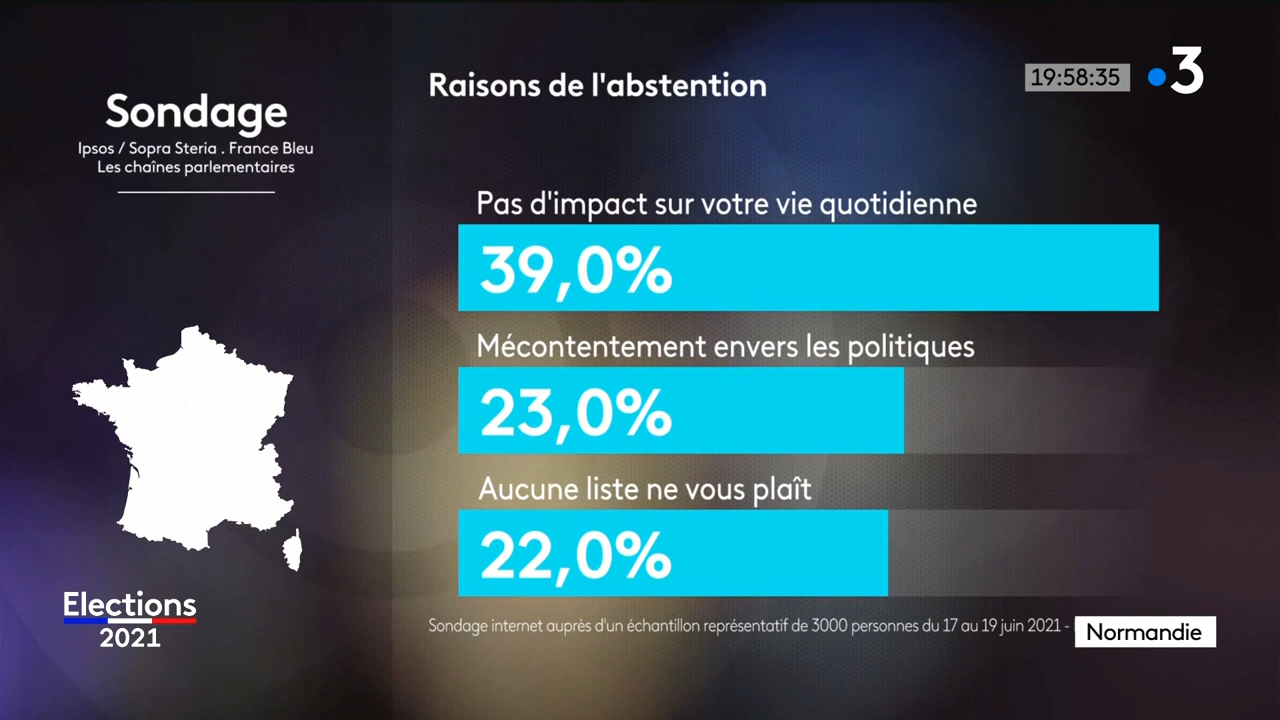 Sondage
Ipsos / Sopra Steria . France Bleu
Les chaînes parlementaires
Raisons de l'abstention
19:58:35
3
Pas d'impact sur votre vie quotidienne
39,0%
Mécontentement envers les politiques
23,0%
Aucune liste ne vous plaît
22,0%
Sondage internet auprès d'un échantillon représentatif de 3000 personnes du 17 au 19 juin 2021 -
Normandie
Elections
2021